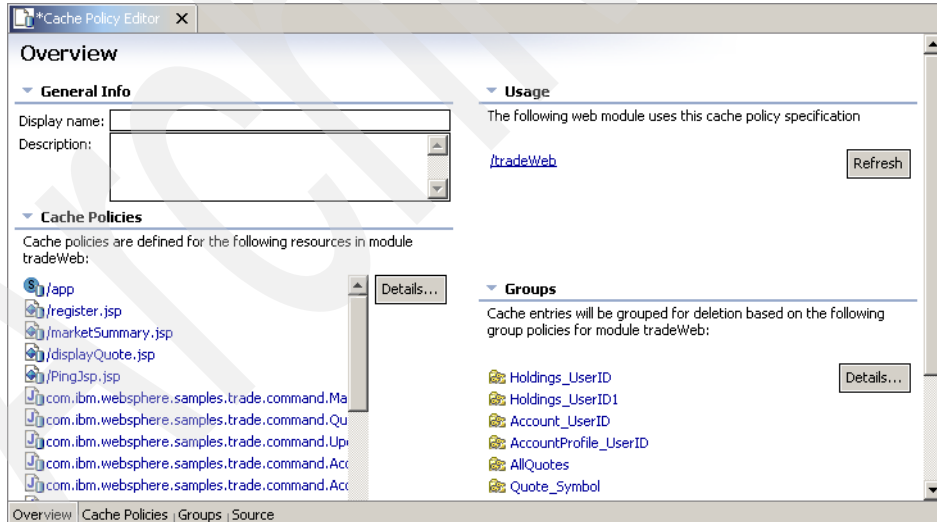 *Cache Policy Editor
Overview
General Info
Display name:
Description:
Cache Policies
Cache policies are defined for the following resources in module
tradeWeb:
/app
/register.jsp
/marketSummary.jsp
/displayQuote.jsp
/PingJsp.jsp
com.ibm.websphere.samples.trade.command.Ma
com.ibm.websphere.samples.trade.command.Qu
com.ibm.websphere.samples.trade.command.Up
com.ibm.websphere.samples.trade.command.Acc
com.ibm.websphere.samples.trade.command.Acc
Details...
Usage
The following web module uses this cache policy specification
/tradeWeb
Refresh
Groups
Cache entries will be grouped for deletion based on the following
group policies for module tradeWeb:
Holdings_UserID
Holdings_UserID1
Account_UserID
AccountProfile_UserID
AllQuotes
Quote_Symbol
Details...
Overview Cache Policies Groups Source